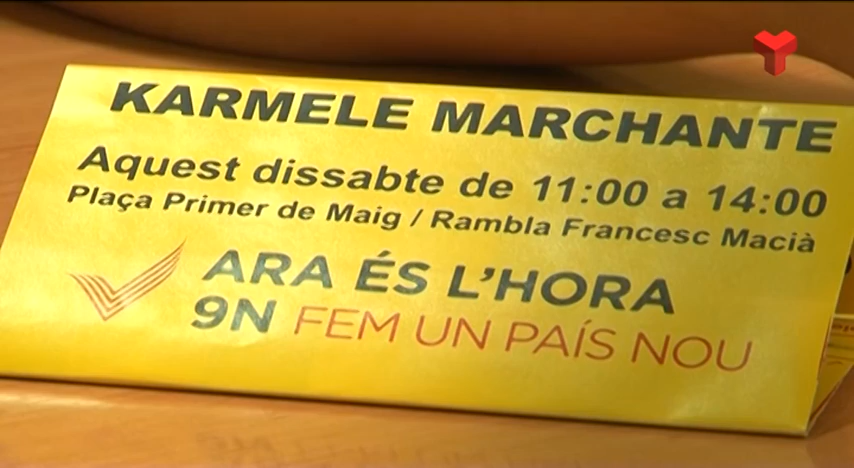 KARMELE MARCHANTE
Aquest dissabte de 11:00 a 14:00
Plaça Primer de Maig / Rambla Francesc Macià
ARA ÉS L'HORA
9N FEM UN PAÍS NOU